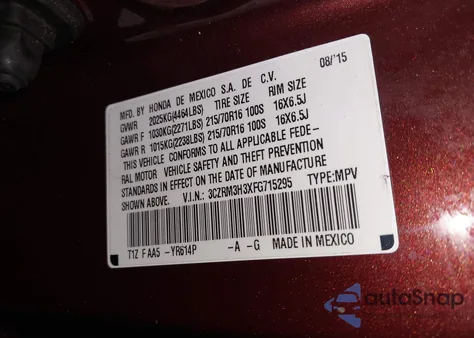 08/'15
MFD. BY HONDA DE MEXICO S.A. DE C.V.
GVWR 2025KG(4464LBS) TIRE SIZE RIM SIZE
GAWR F 1030KG(2271LBS) 215/70R16 100S 16X6.5J
GAWR R 1015KG(2238LBS) 215/70R16 100S 16X6.5J
THIS VEHICLE CONFORMS TO ALL APPLICABLE FEDE-
RAL MOTOR VEHICLE SAFETY AND THEFT PREVENTION
STANDARDS IN EFFECT ON THE DATE OF MANUFACTURE
SHOWN ABOVE. V.I.N.: 3CZRM3H3XFG715295 TYPE:MPV
T1Z F AA5 -YR614P -A -G MADE IN MEXICO
autoSnap